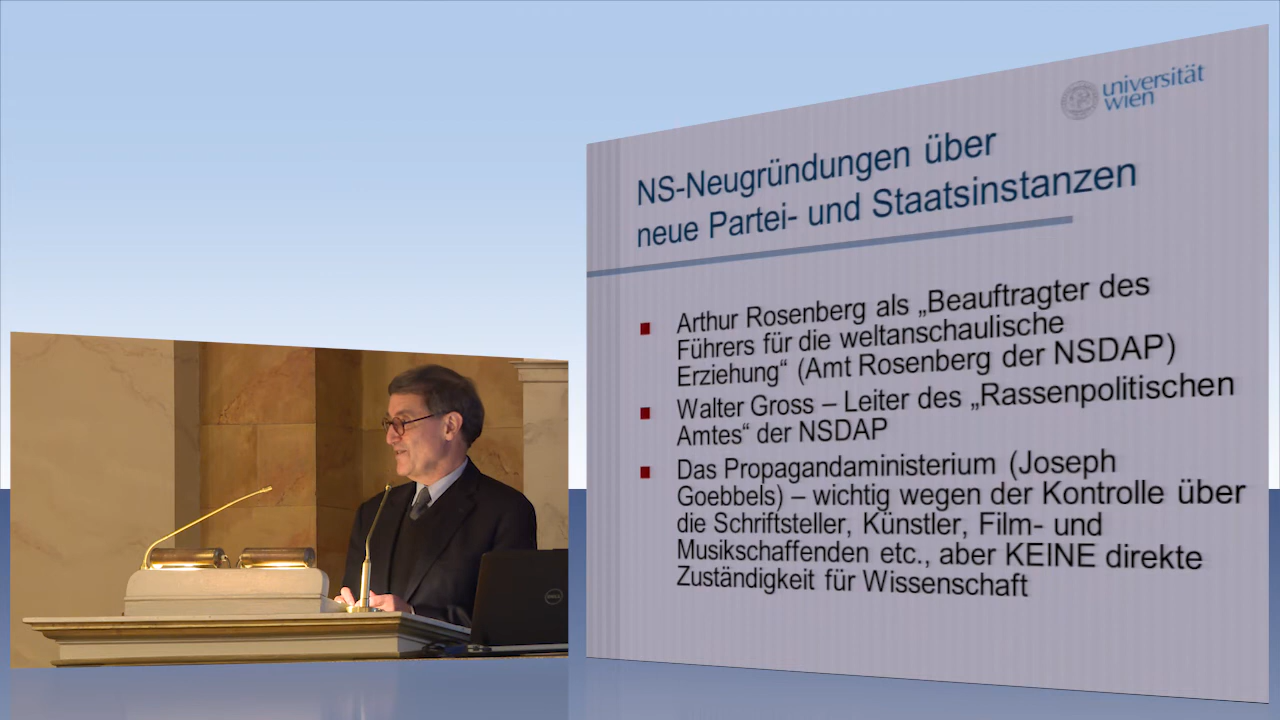 universität
wien
NS-Neugründungen über
neue Partei- und Staatsinstanzen
Arthur Rosenberg als „Beauftragter des
Führers für die weltanschaulische
Erziehung“ (Amt Rosenberg der NSDAP)
Walter Gross – Leiter des „Rassenpolitischen
Amtes“ der NSDAP
Das Propagandaministerium (Joseph
Goebbels) – wichtig wegen der Kontrolle über
die Schriftsteller, Künstler, Film- und
Musikschaffenden etc., aber KEINE direkte
Zuständigkeit für Wissenschaft
DELL